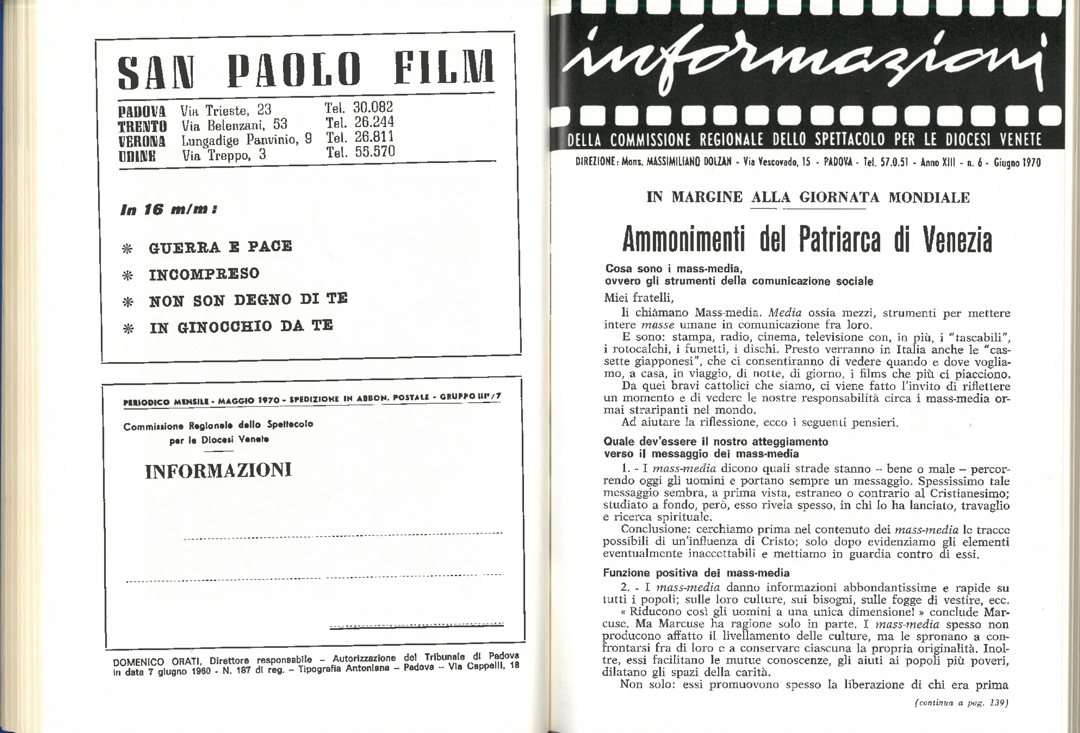 SAN PAOLO FILM
PADOVA Via Trieste, 23 Tel. 30.082
TRENTO Via Belenzani, 53 Tel. 26.244
VERONA Lungadige Panvinio, 9 Tel. 26.811
UDINE Via Treppo, 3 Tel. 55.570
In 16 m/m:
* GUERRA E PACE
* INCOMPRESO
* NON SON DEGNO DI TE
* IN GINOCCHIO DA TE
PERIODICO MENSILE - MAGGIO 1970 - SPEDIZIONE IN ABBON. POSTALE - GRUPPO IIIº/7
Commissione Regionale dello Spettacolo
per le Diocesi Venete
INFORMAZIONI
DOMENICO ORATI, Direttore responsabile – Autorizzazione del Tribunale di Padova
in data 7 giugno 1960 - N. 187 di reg. – Tipografia Antoniana – Padova – Via Cappelli, 18
informazioni
DELLA COMMISSIONE REGIONALE DELLO SPETTACOLO PER LE DIOCESI VENETE
DIREZIONE: Mons. MASSIMILIANO DOLZAN - Via Vescovado, 15 - PADOVA - Tel. 57.0.51 - Anno XIII - n. 6 - Giugno 1970
IN MARGINE ALLA GIORNATA MONDIALE
Ammonimenti del Patriarca di Venezia
Cosa sono i mass-media,
ovvero gli strumenti della comunicazione sociale
Miei fratelli,
li chiàmano Mass-media. Media ossia mezzi, strumenti per mettere
intere masse umane in comunicazione fra loro.
E sono: stampa, radio, cinema, televisione con, in più, i "tascabili",
i rotocalchi, i fumetti, i dischi. Presto verranno in Italia anche le "cas-
sette giapponesi", che ci consentiranno di vedere quando e dove voglia-
mo, a casa, in viaggio, di notte, di giorno, i films che più ci piacciono.
Da quei bravi cattolici che siamo, ci viene fatto l'invito di riflettere
un momento e di vedere le nostre responsabilità circa i mass-media or-
mai straripanti nel mondo.
Ad aiutare la riflessione, ecco i seguenti pensieri.
Quale dev'essere il nostro atteggiamento
verso il messaggio dei mass-media
1. - I mass-media dicono quali strade stanno – bene o male – percor-
rendo oggi gli uomini e portano sempre un messaggio. Spessissimo tale
messaggio sembra, a prima vista, estraneo o contrario al Cristianesimo;
studiato a fondo, però, esso rivela spesso, in chi lo ha lanciato, travaglio
e ricerca spirituale.
Conclusione: cerchiamo prima nel contenuto dei mass-media le tracce
possibili di un'influenza di Cristo; solo dopo evidenziamo gli elementi
eventualmente inaccettabili e mettiamo in guardia contro di essi.
Funzione positiva dei mass-media
2. - I mass-media danno informazioni abbondantissime e rapide su
tutti i popoli; sulle loro culture, sui bisogni, sulle fogge di vestire, ecc.
« Riducono così gli uomini a una unica dimensione! » conclude Mar-
cuse. Ma Marcuse ha ragione solo in parte. I mass-media spesso non
producono affatto il livellamento delle culture, ma le spronano a con-
frontarsi fra di loro e a conservare ciascuna la propria originalità. Inol-
tre, essi facilitano le mutue conoscenze, gli aiuti ai popoli più poveri,
dilatano gli spazi della carità.
Non solo: essi promuovono spesso la liberazione di chi era prima
(continua a pag. 139)